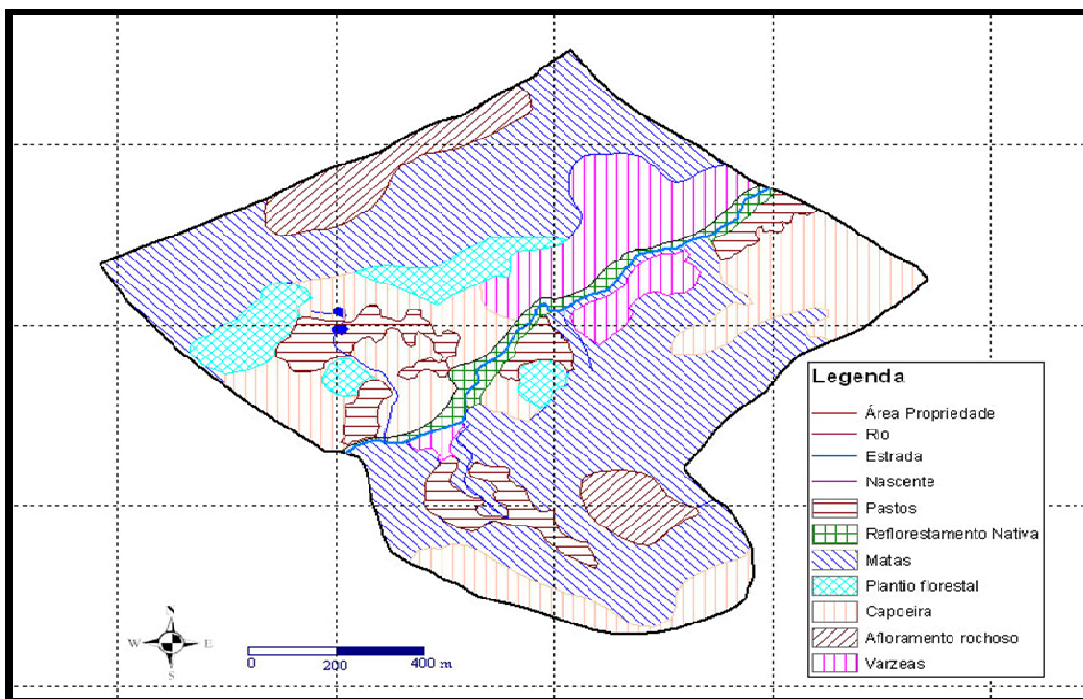 Legenda
Área Propriedade
Rio
Estrada
Nascente
Pastos
Reflorestamento Nativa
Matas
Plantio florestal
Capoeira
Afloramento rochoso
Varzeas
N
W E
S
0 200 400 m